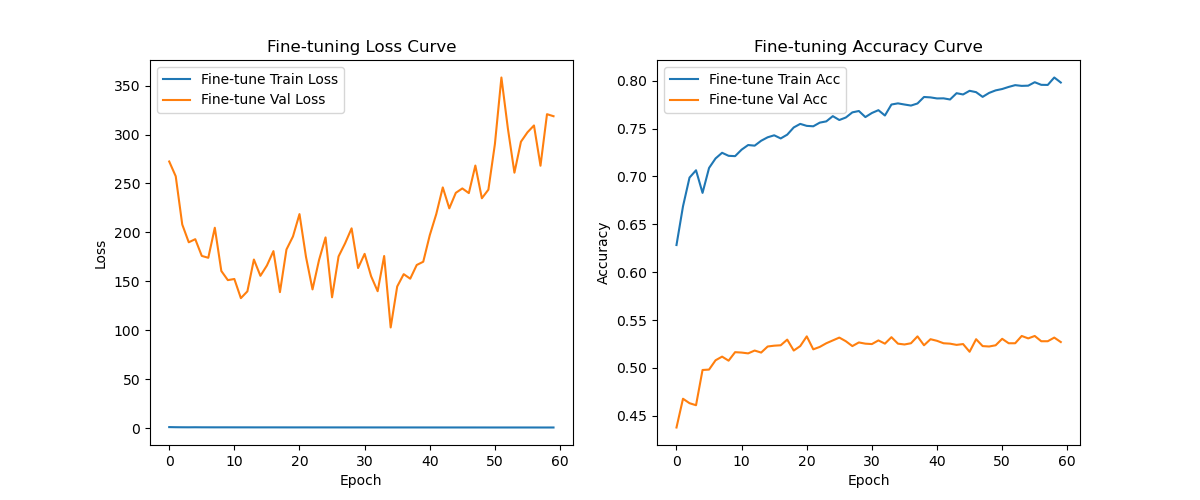 Fine-tuning Loss Curve
Fine-tune Train Loss
Fine-tune Val Loss
350
300
250
200
150
100
50
0
Loss
0 10 20 30 40 50 60
Epoch
Fine-tuning Accuracy Curve
Fine-tune Train Acc
Fine-tune Val Acc
0.80
0.75
0.70
0.65
0.60
0.55
0.50
0.45
Accuracy
0 10 20 30 40 50 60
Epoch